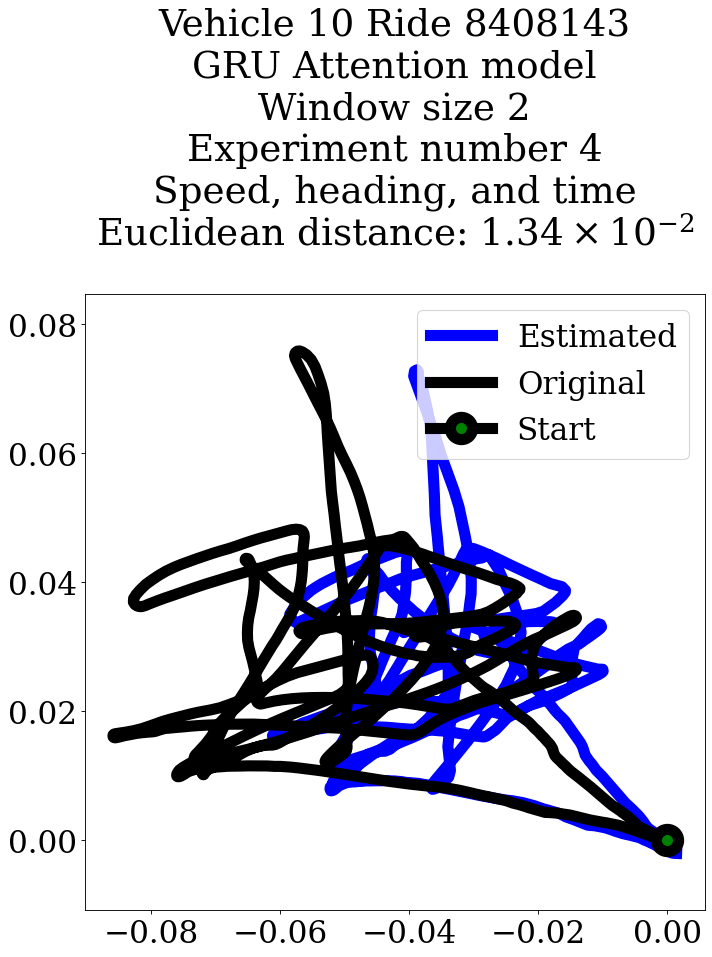 Vehicle 10 Ride 8408143
GRU Attention model
Window size 2
Experiment number 4
Speed, heading, and time
Euclidean distance: 1.34 × 10⁻²
Estimated
Original
Start
0.08
0.06
0.04
0.02
0.00
−0.08 −0.06 −0.04 −0.02 0.00